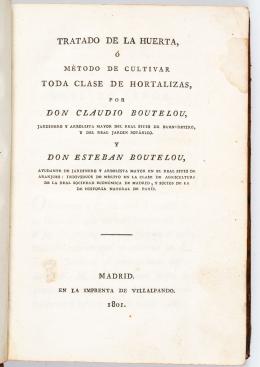 TRATADO DE LA HUERTA,
Ó
MÉTODO DE CULTIVAR
TODA CLASE DE HORTALIZAS,
POR
DON CLAUDIO BOUTELOU,
JARDINERO Y ARBOLISTA MAYOR DEL REAL SITIO DE BUEN-RETIRO,
Y DEL REAL JARDIN BOTÁNICO.
Y
DON ESTEBAN BOUTELOU,
AYUDANTE DE JARDINERO Y ARBOLISTA MAYOR EN EL REAL SITIO DE
ARANJUEZ: INDIVIDUOS DE MÉRITO EN LA CLASE DE AGRICULTURA
DE LA REAL SOCIEDAD ECONÓMICA DE MADRID, Y SOCIOS DE LA
DE HISTORIA NATURAL DE PARÍS.
MADRID.
EN LA IMPRENTA DE VILLALPANDO.
1801.